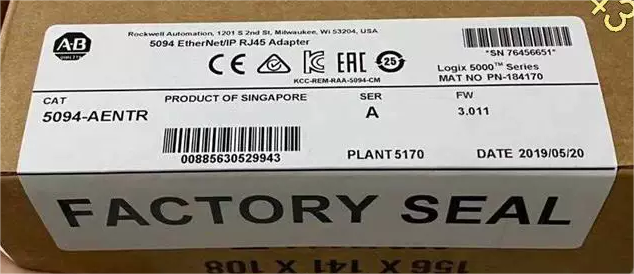 Rockwell Automation, 1201 S 2nd St, Milwaukee, WI 53204, USA
5094 EtherNet/IP RJ45 Adapter
A-B
CE
EAC
25
KCC-REM-RAA-5094-CM
*SN 76456651*
Logix 5000™ Series
MAT NO PN-184170
CAT
5094-AENTR
PRODUCT OF SINGAPORE
SER
A
FW
3.011
00885630529943
PLANT 5170
DATE 2019/05/20
FACTORY SEAL
156 X 141 X 108